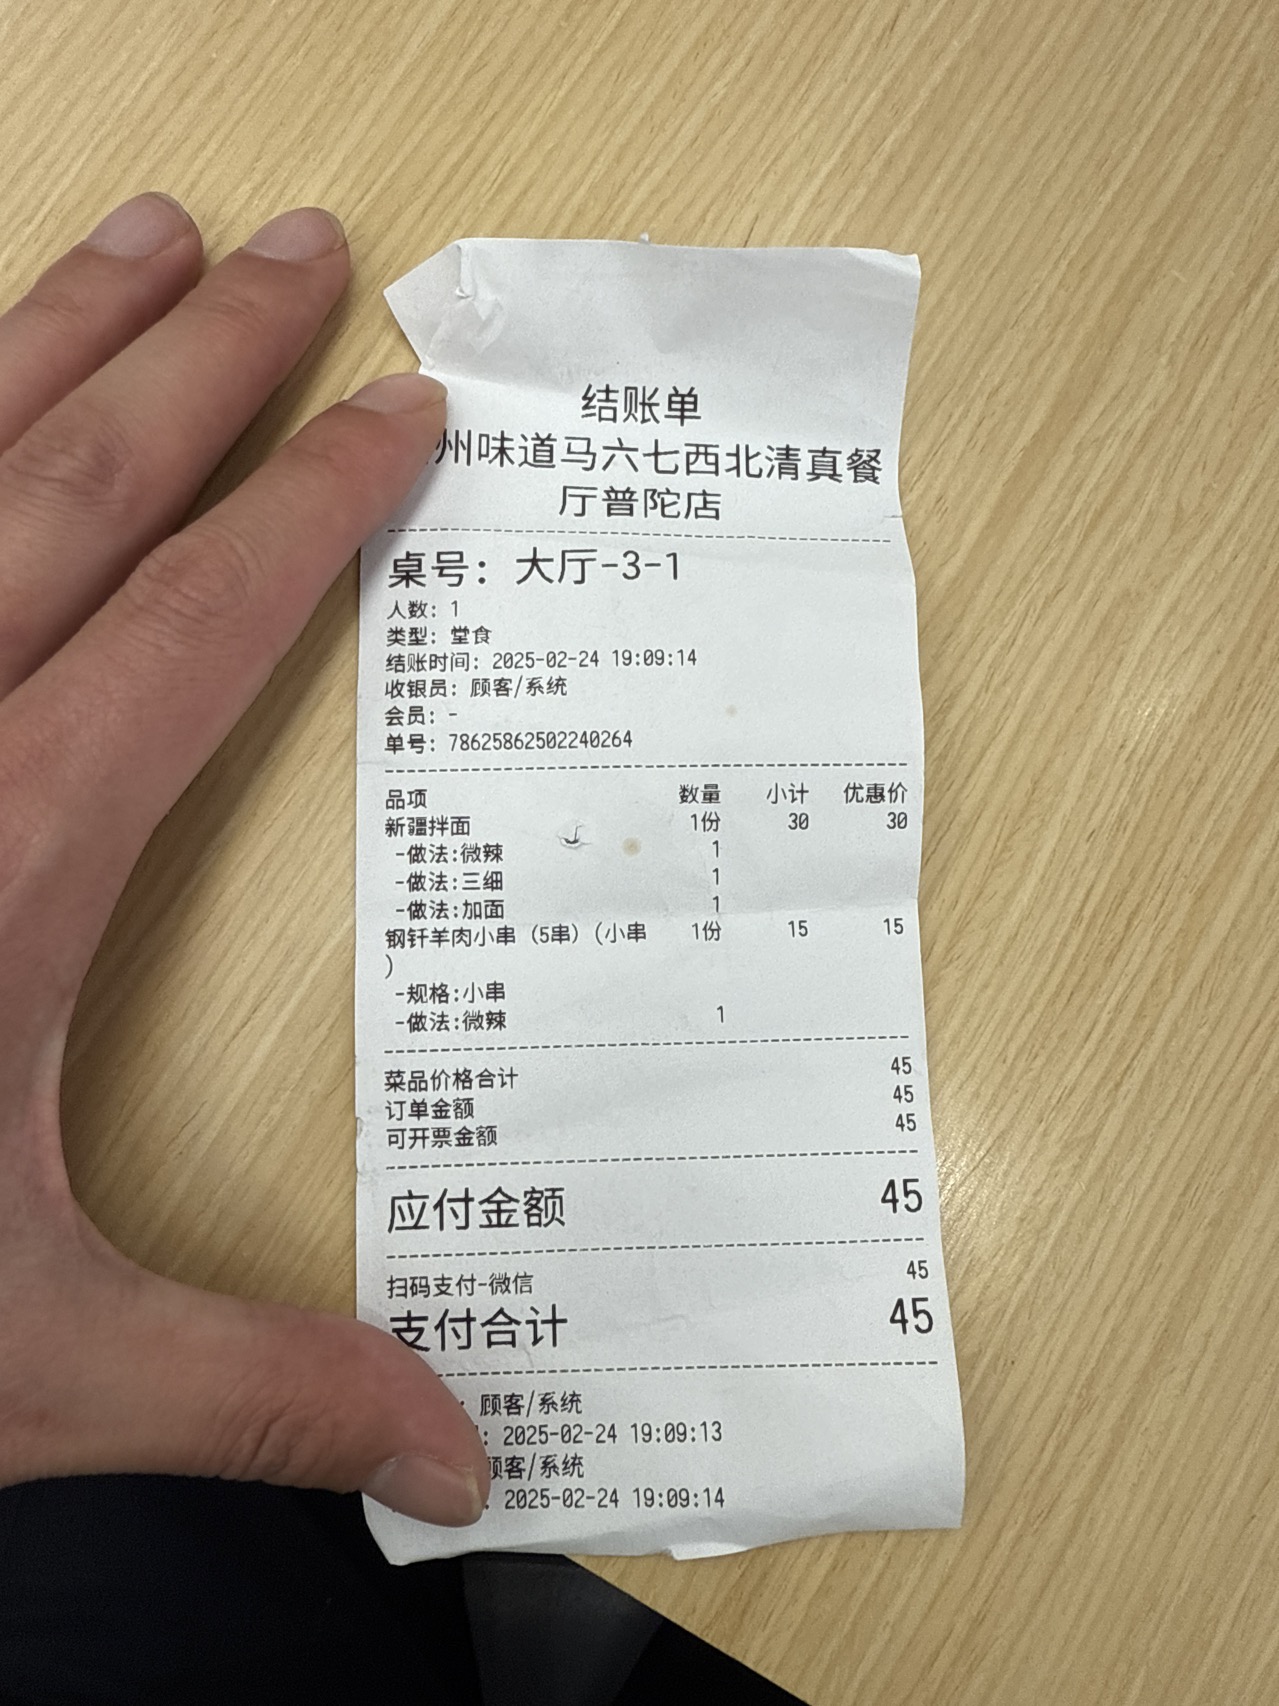 结账单
州味道马六七西北清真餐
厅普陀店
桌号：大厅-3-1
人数：1
类型：堂食
结账时间：2025-02-24 19:09:14
收银员：顾客/系统
会员：-
单号：78625862502240264
品项 数量 小计 优惠价
新疆拌面 1份 30 30
-做法:微辣 1
-做法:三细 1
-做法:加面 1
钢钎羊肉小串（5串）(小串 1份 15 15
)
-规格:小串
-做法:微辣 1
菜品价格合计 45
订单金额 45
可开票金额 45
应付金额 45
扫码支付-微信 45
支付合计 45
：顾客/系统
：2025-02-24 19:09:13
顾客/系统
：2025-02-24 19:09:14